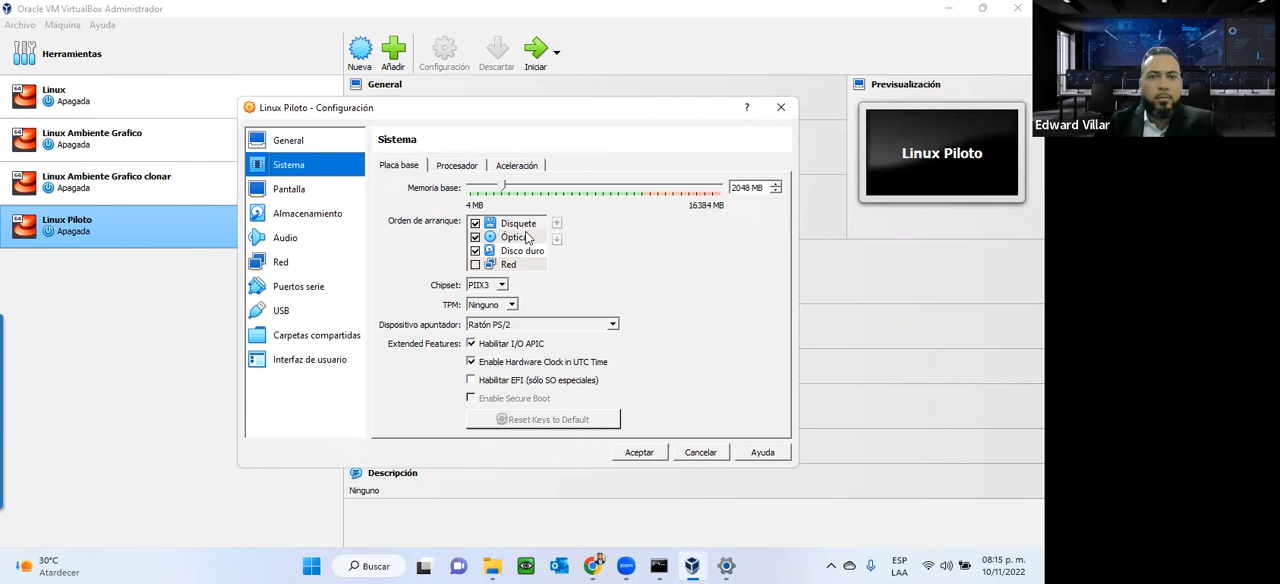 Oracle VM VirtualBox Administrador
Archivo Máquina Ayuda
Herramientas
Nueva Añadir Configuración Descartar Iniciar
Linux
Apagada
Linux Ambiente Grafico
Apagada
Linux Ambiente Grafico clonar
Apagada
Linux Piloto
Apagada
General
Previsualización
Linux Piloto
Edward Villar
Linux Piloto - Configuración
?
General
Sistema
Pantalla
Almacenamiento
Audio
Red
Puertos serie
USB
Carpetas compartidas
Interfaz de usuario
Sistema
Placa base Procesador Aceleración
Memoria base: 2048 MB
4 MB 16384 MB
Orden de arranque: Disquete
Disco duro
Red
Chipset: PIIX3
TPM: Ninguno
Dispositivo apuntador: Ratón PS/2
Extended Features: Habilitar I/O APIC
Enable Hardware Clock in UTC Time
Habilitar EFI (sólo SO especiales)
Enable Secure Boot
Reset Keys to Default
Aceptar Cancelar Ayuda
Descripción
Ninguno
30°C
Atardecer
Buscar
zoom
ESP
LAA
08:15 p. m.
10/11/2022